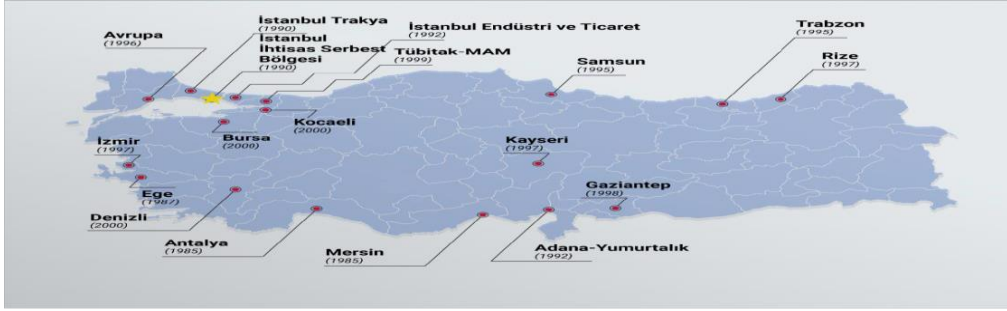 Avrupa
(1996)
İstanbul Trakya
(1990)
İstanbul
İhtisas Serbest
Bölgesi
(1990)
İstanbul Endüstri ve Ticaret
(1992)
Tübitak-MAM
(1999)
Kocaeli
(2000)
Bursa
(2000)
Samsun
(1995)
Trabzon
(1995)
Rize
(1997)
İzmir
(1997)
Ege
(1987)
Denizli
(2000)
Antalya
(1985)
Mersin
(1985)
Kayseri
(1997)
Gaziantep
(1998)
Adana-Yumurtalık
(1992)